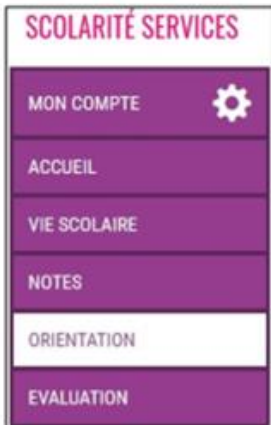 SCOLARITÉ SERVICES
MON COMPTE
ACCUEIL
VIE SCOLAIRE
NOTES
ORIENTATION
EVALUATION